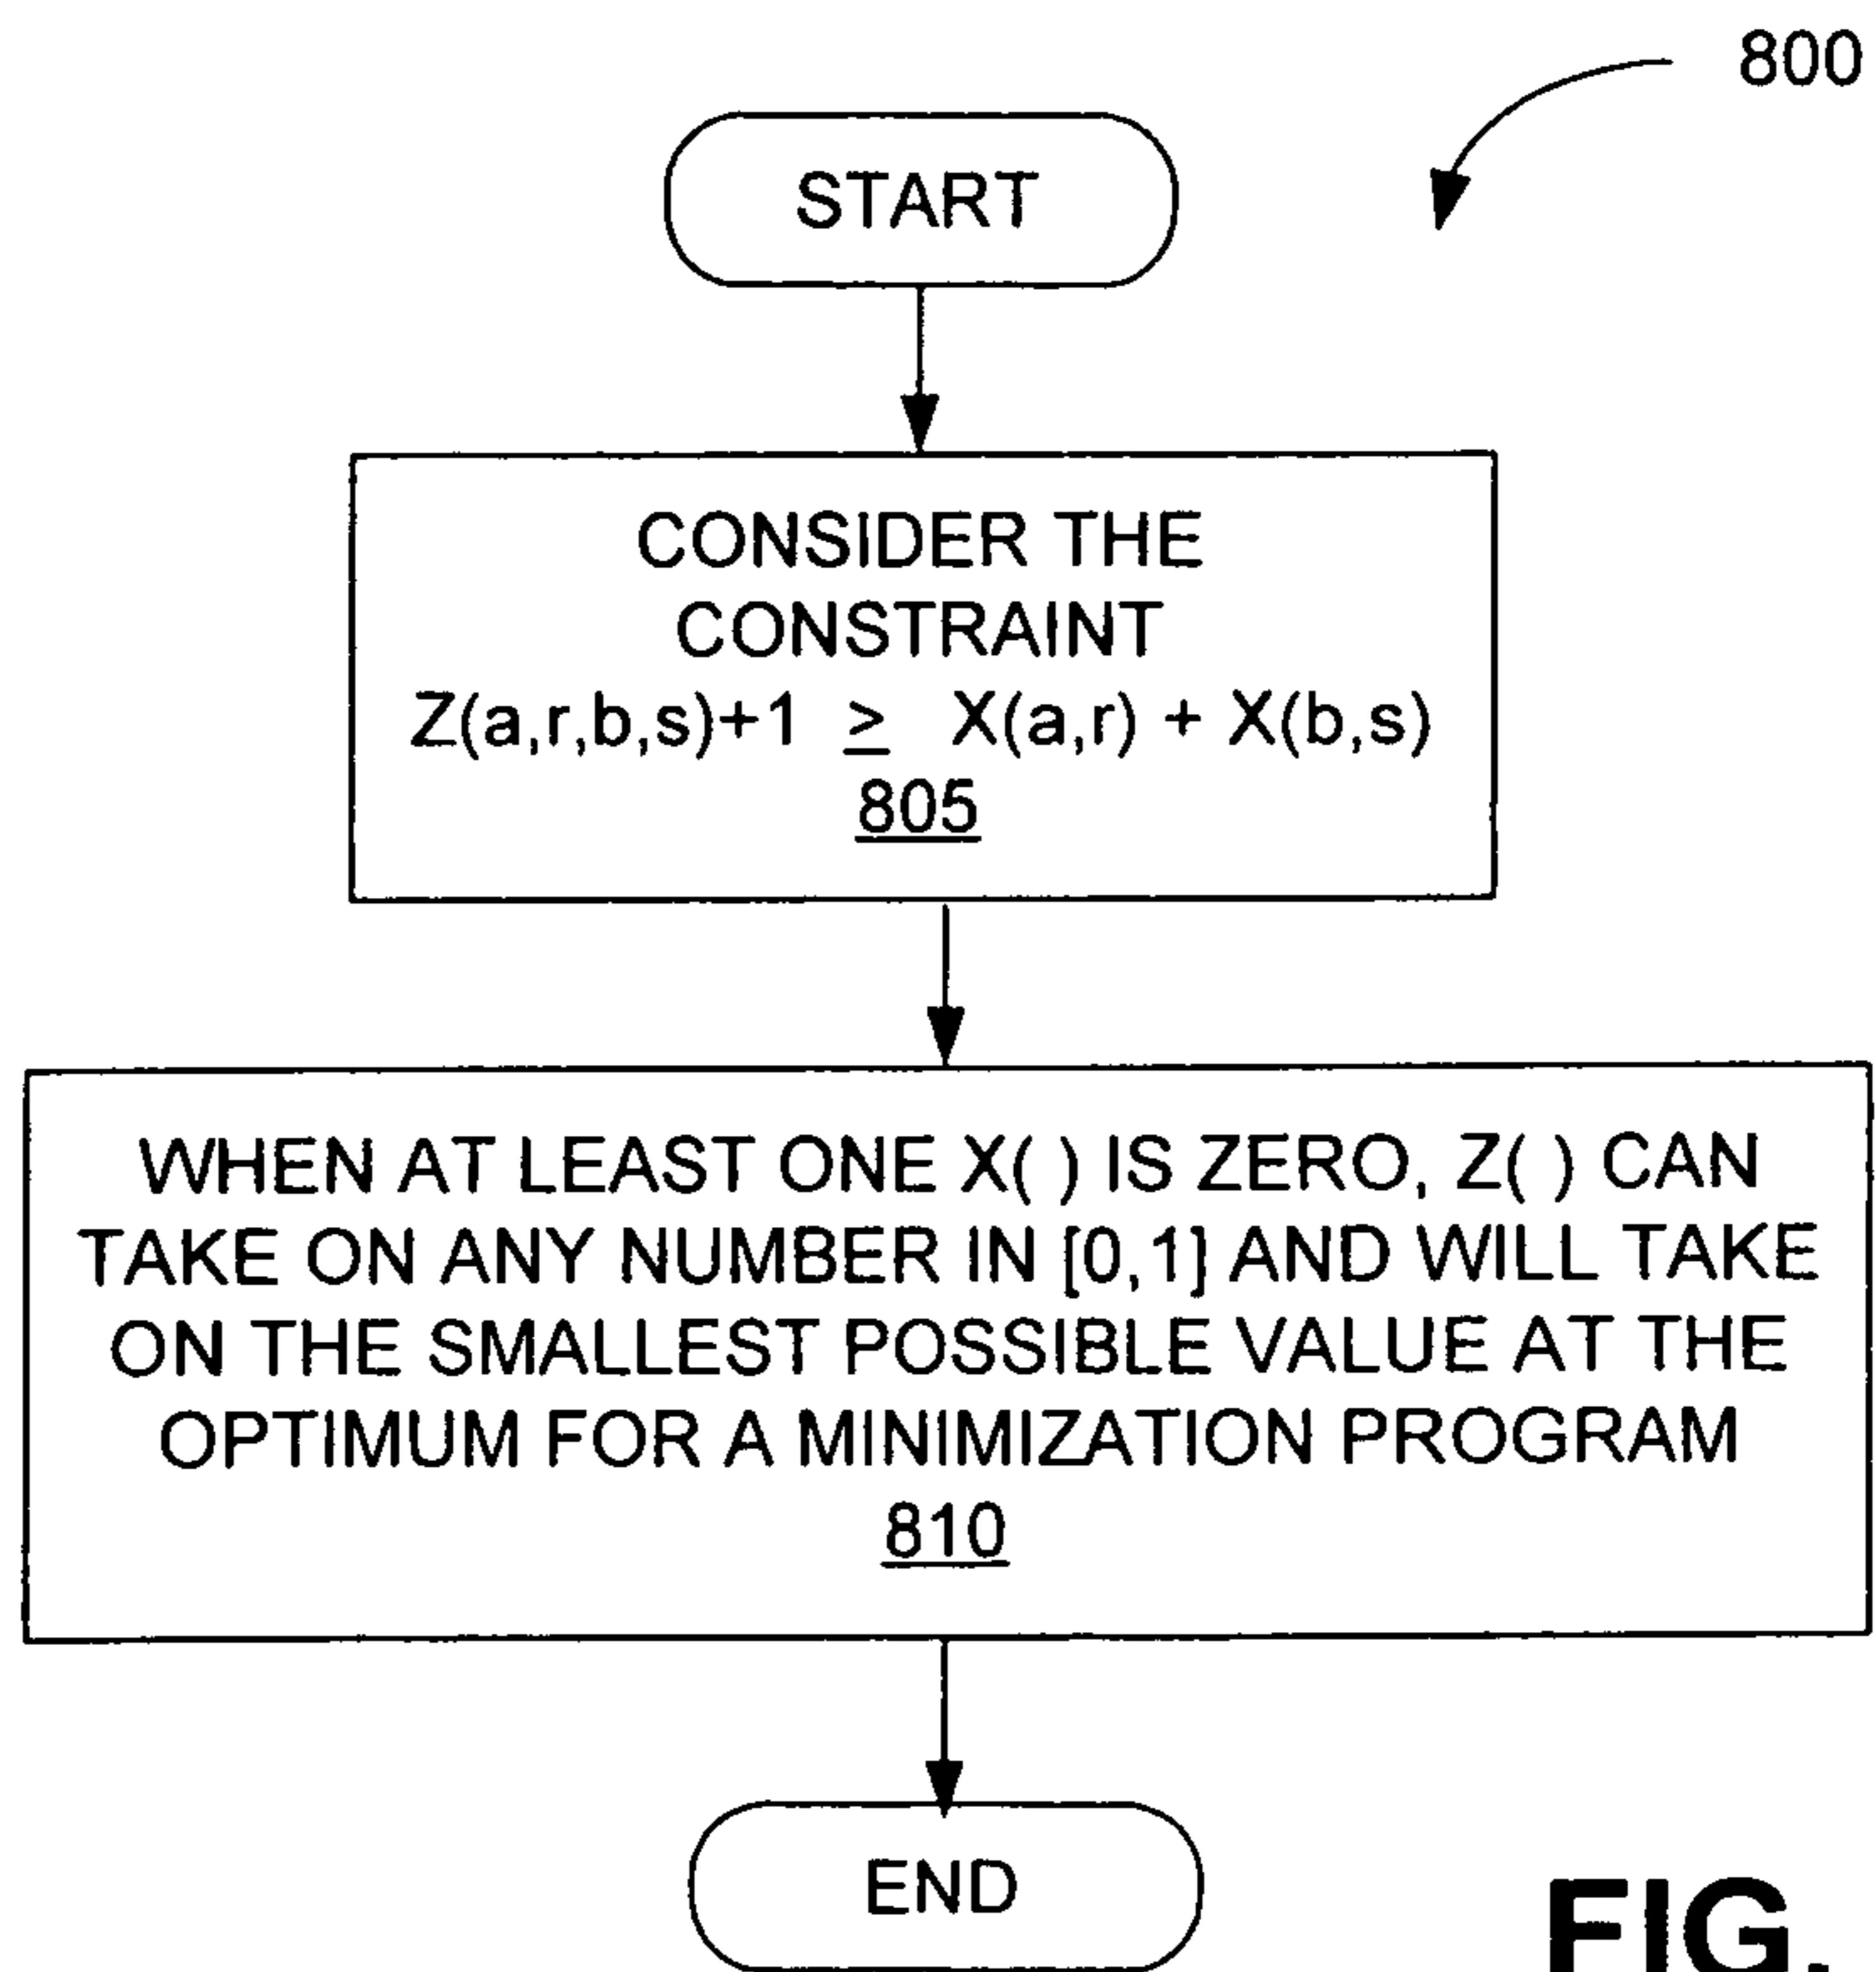 800
START
CONSIDER THE
CONSTRAINT
Z(a,r,b,s)+1 ≥ X(a,r) + X(b,s)
805
WHEN AT LEAST ONE X( ) IS ZERO, Z( ) CAN
TAKE ON ANY NUMBER IN [0,1] AND WILL TAKE
ON THE SMALLEST POSSIBLE VALUE AT THE
OPTIMUM FOR A MINIMIZATION PROGRAM
810
END
FIG.